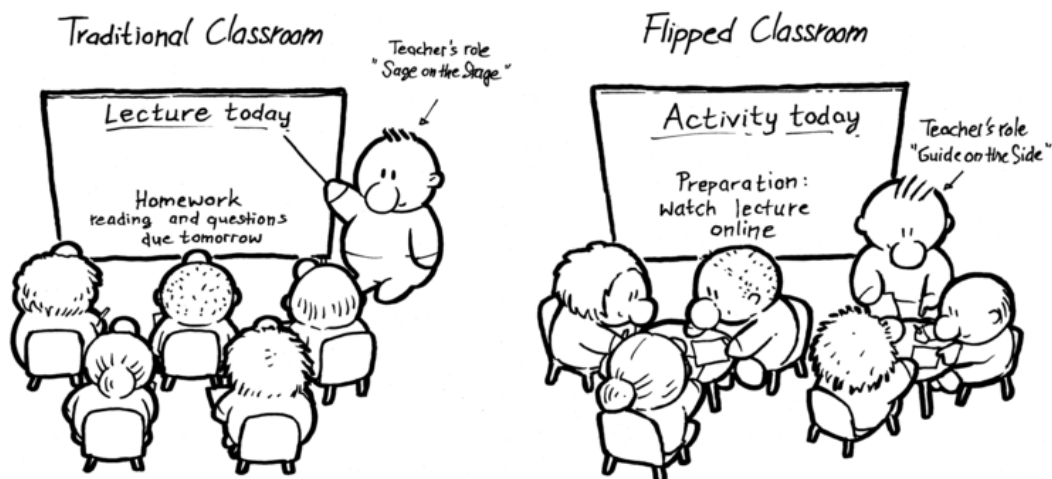 Traditional Classroom
Teacher's role
"Sage on the Stage"
Lecture today
Homework
reading and questions
due tomorrow
Flipped Classroom
Teacher's role
"Guide on the Side"
Activity today
Preparation:
Watch lecture
online